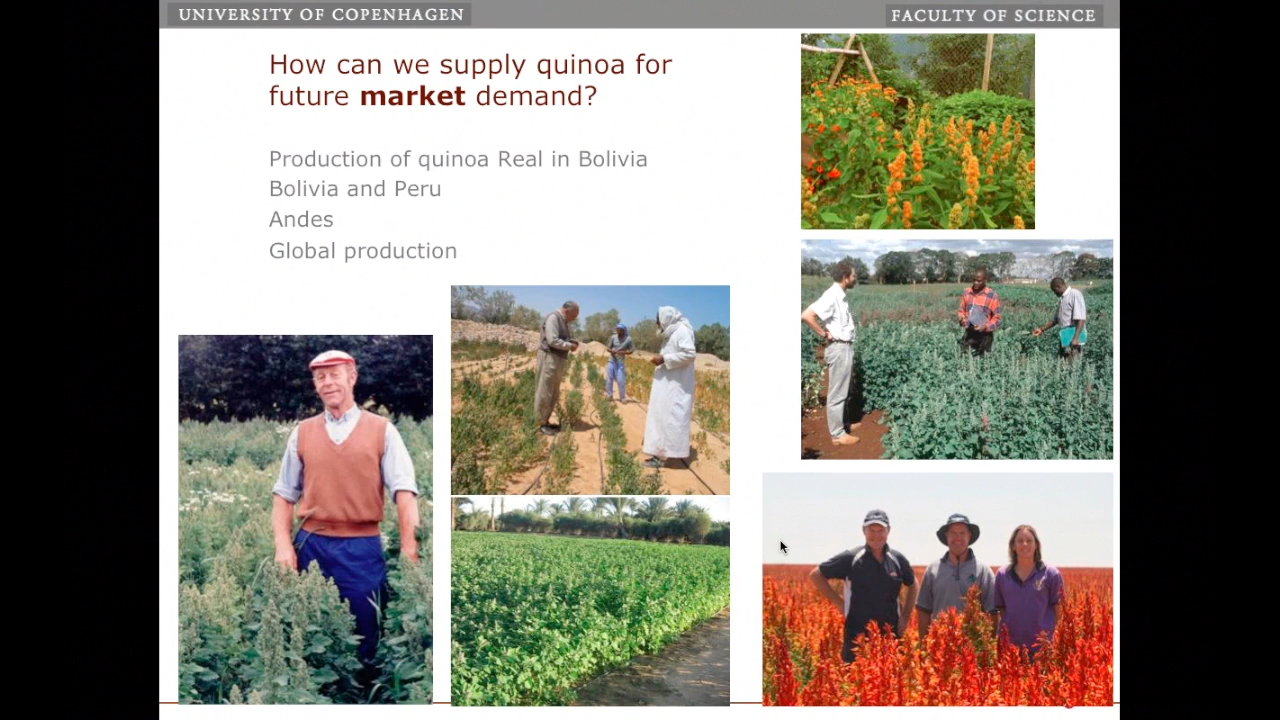 UNIVERSITY OF COPENHAGEN
FACULTY OF SCIENCE
How can we supply quinoa for
future market demand?
Production of quinoa Real in Bolivia
Bolivia and Peru
Andes
Global production